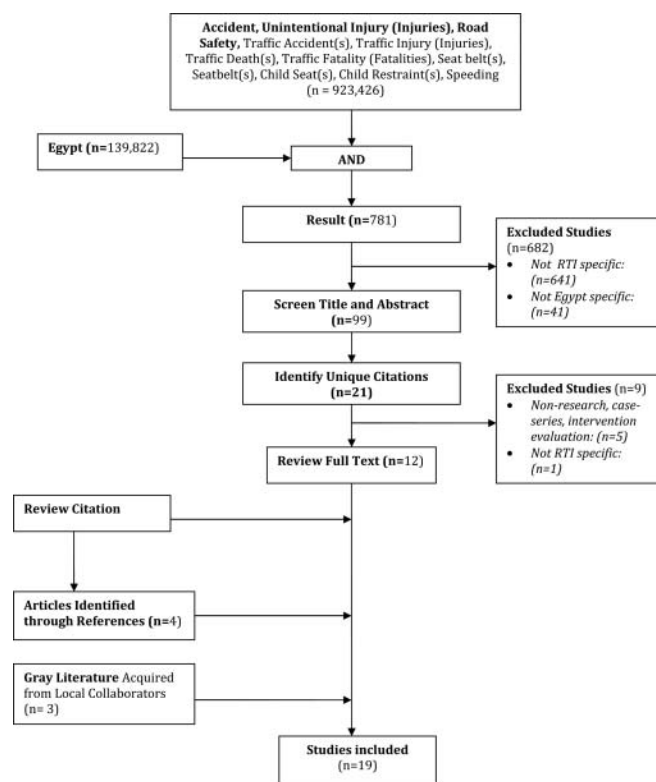 Accident, Unintentional Injury (Injuries), Road
Safety, Traffic Accident(s), Traffic Injury (Injuries),
Traffic Death(s), Traffic Fatality (Fatalities), Seat belt(s),
Seatbelt(s), Child Seat(s), Child Restraint(s), Speeding
(n = 923,426)
Egypt (n=139,822)
AND
Result (n=781)
Excluded Studies
(n=682)
• Not RTI specific:
(n=641)
• Not Egypt specific:
(n=41)
Screen Title and Abstract
(n=99)
Identify Unique Citations
(n=21)
Excluded Studies (n=9)
• Non-research, case-
series, intervention
evaluation: (n=5)
• Not RTI specific:
(n=1)
Review Full Text (n=12)
Review Citation
Articles Identified
through References (n=4)
Gray Literature Acquired
from Local Collaborators
(n= 3)
Studies included
(n=19)